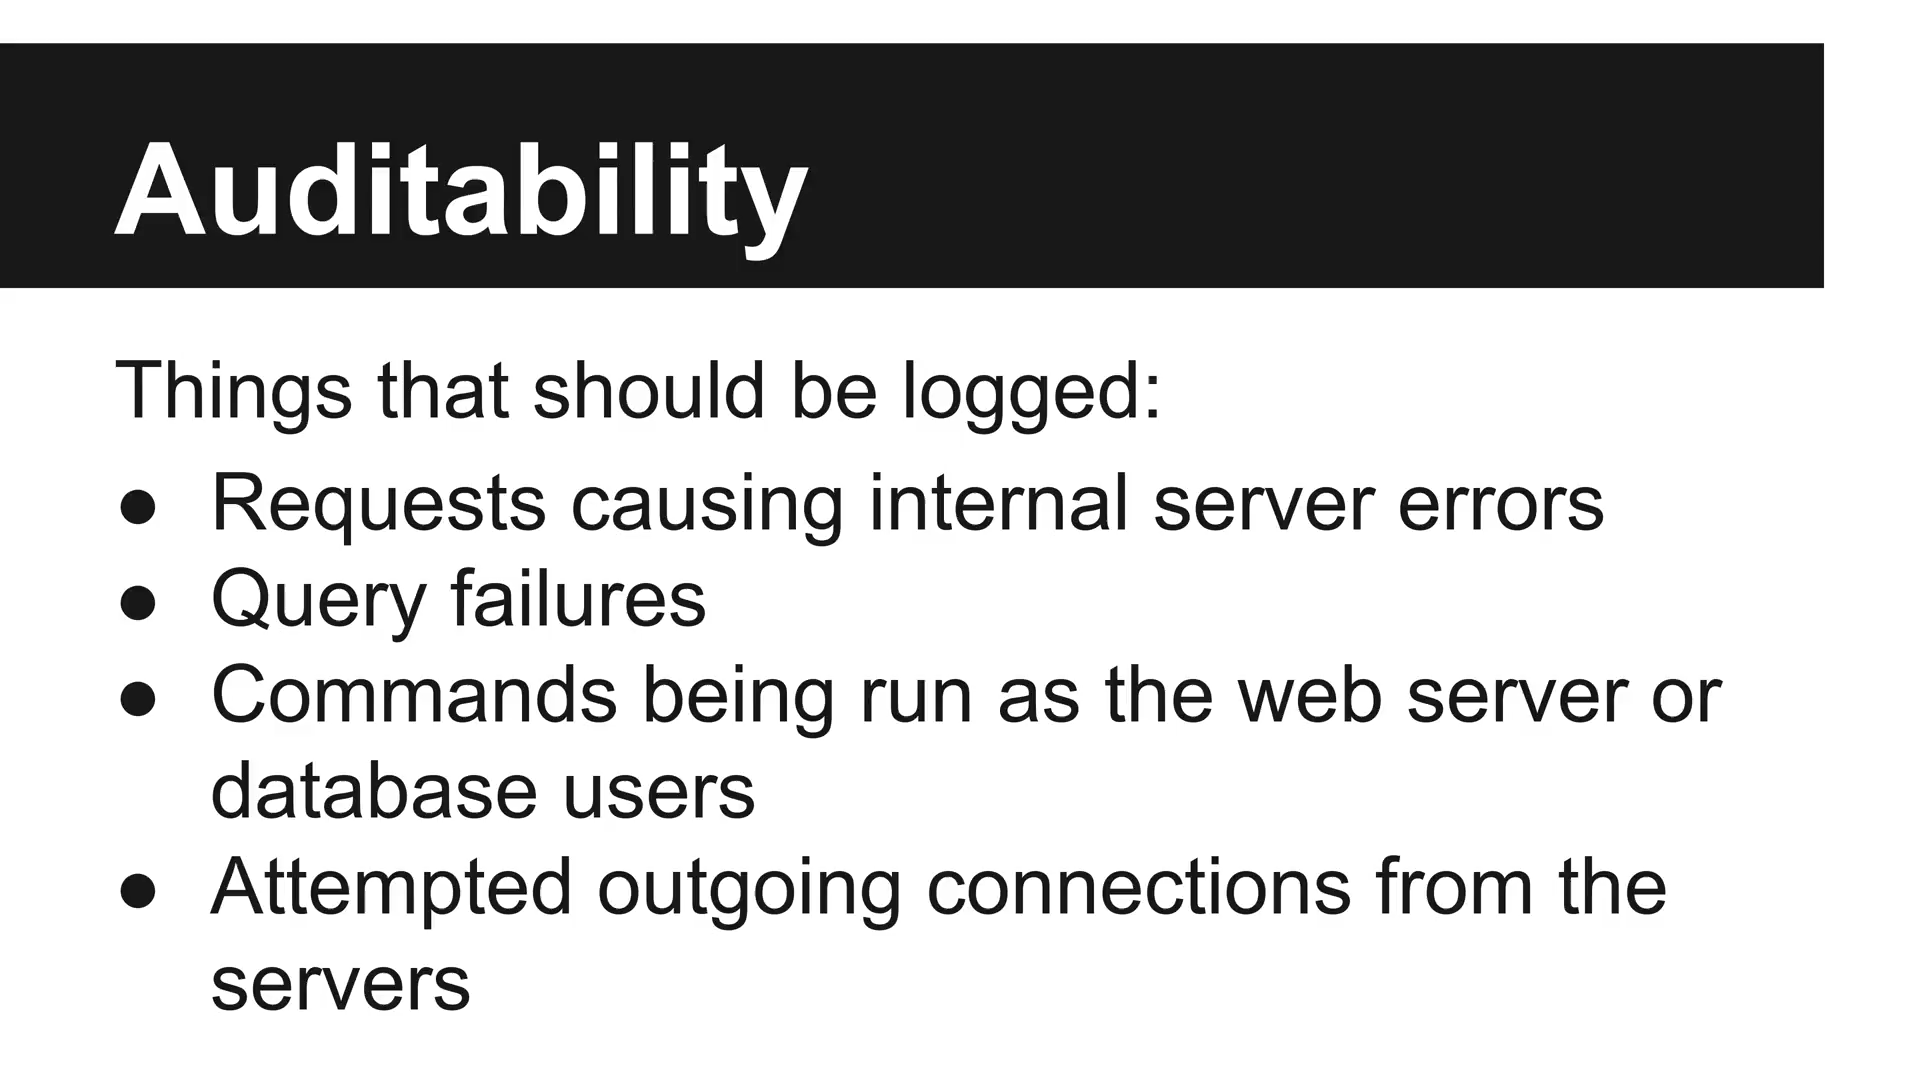 Auditability
Things that should be logged:
● Requests causing internal server errors
● Query failures
● Commands being run as the web server or
database users
● Attempted outgoing connections from the
servers